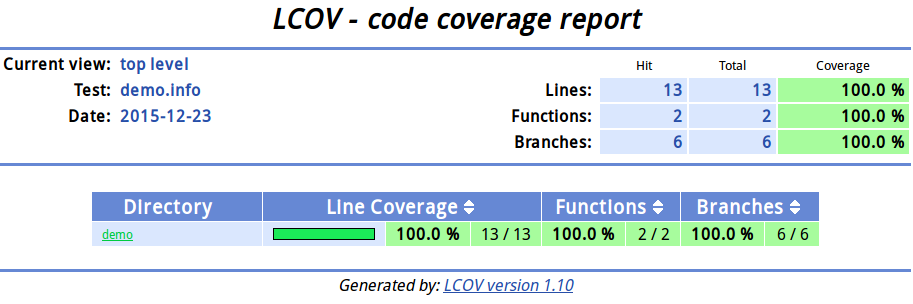 LCOV - code coverage report
Current view: top level Hit Total Coverage
Test: demo.info Lines: 13 13 100.0 %
Date: 2015-12-23 Functions: 2 2 100.0 %
Branches: 6 6 100.0 %
Directory Line Coverage Functions Branches
demo 100.0 % 13 / 13 100.0 % 2 / 2 100.0 % 6 / 6
Generated by: LCOV version 1.10